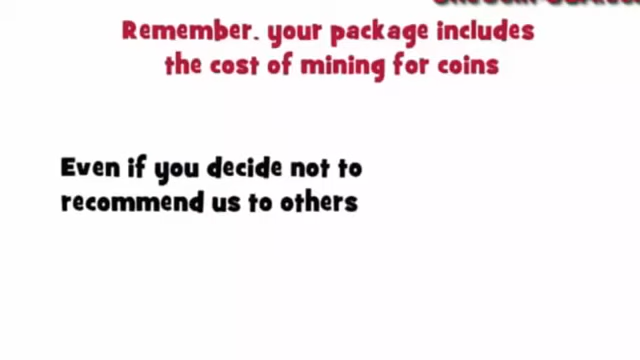 Remember. your package includes
the cost of mining for coins
Even if you decide not to
recommend us to others